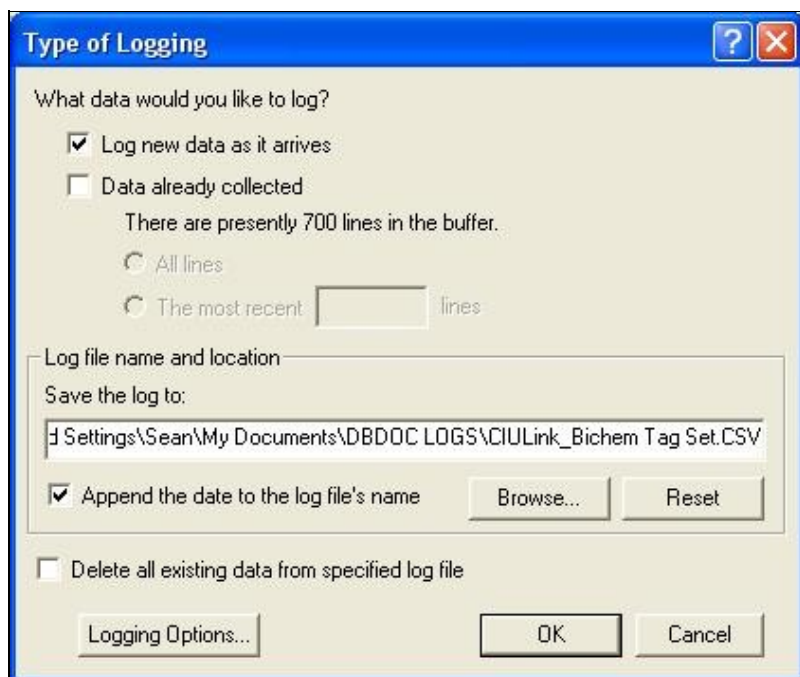 Type of Logging
What data would you like to log?
Log new data as it arrives
Data already collected
There are presently 700 lines in the buffer.
All lines
The most recent lines
Log file name and location
Save the log to:
d Settings\Sean\My Documents\DBDOC LOGS\CIULink_Bichem Tag Set.CSV
Append the date to the log file's name Browse... Reset
Delete all existing data from specified log file
Logging Options... OK Cancel